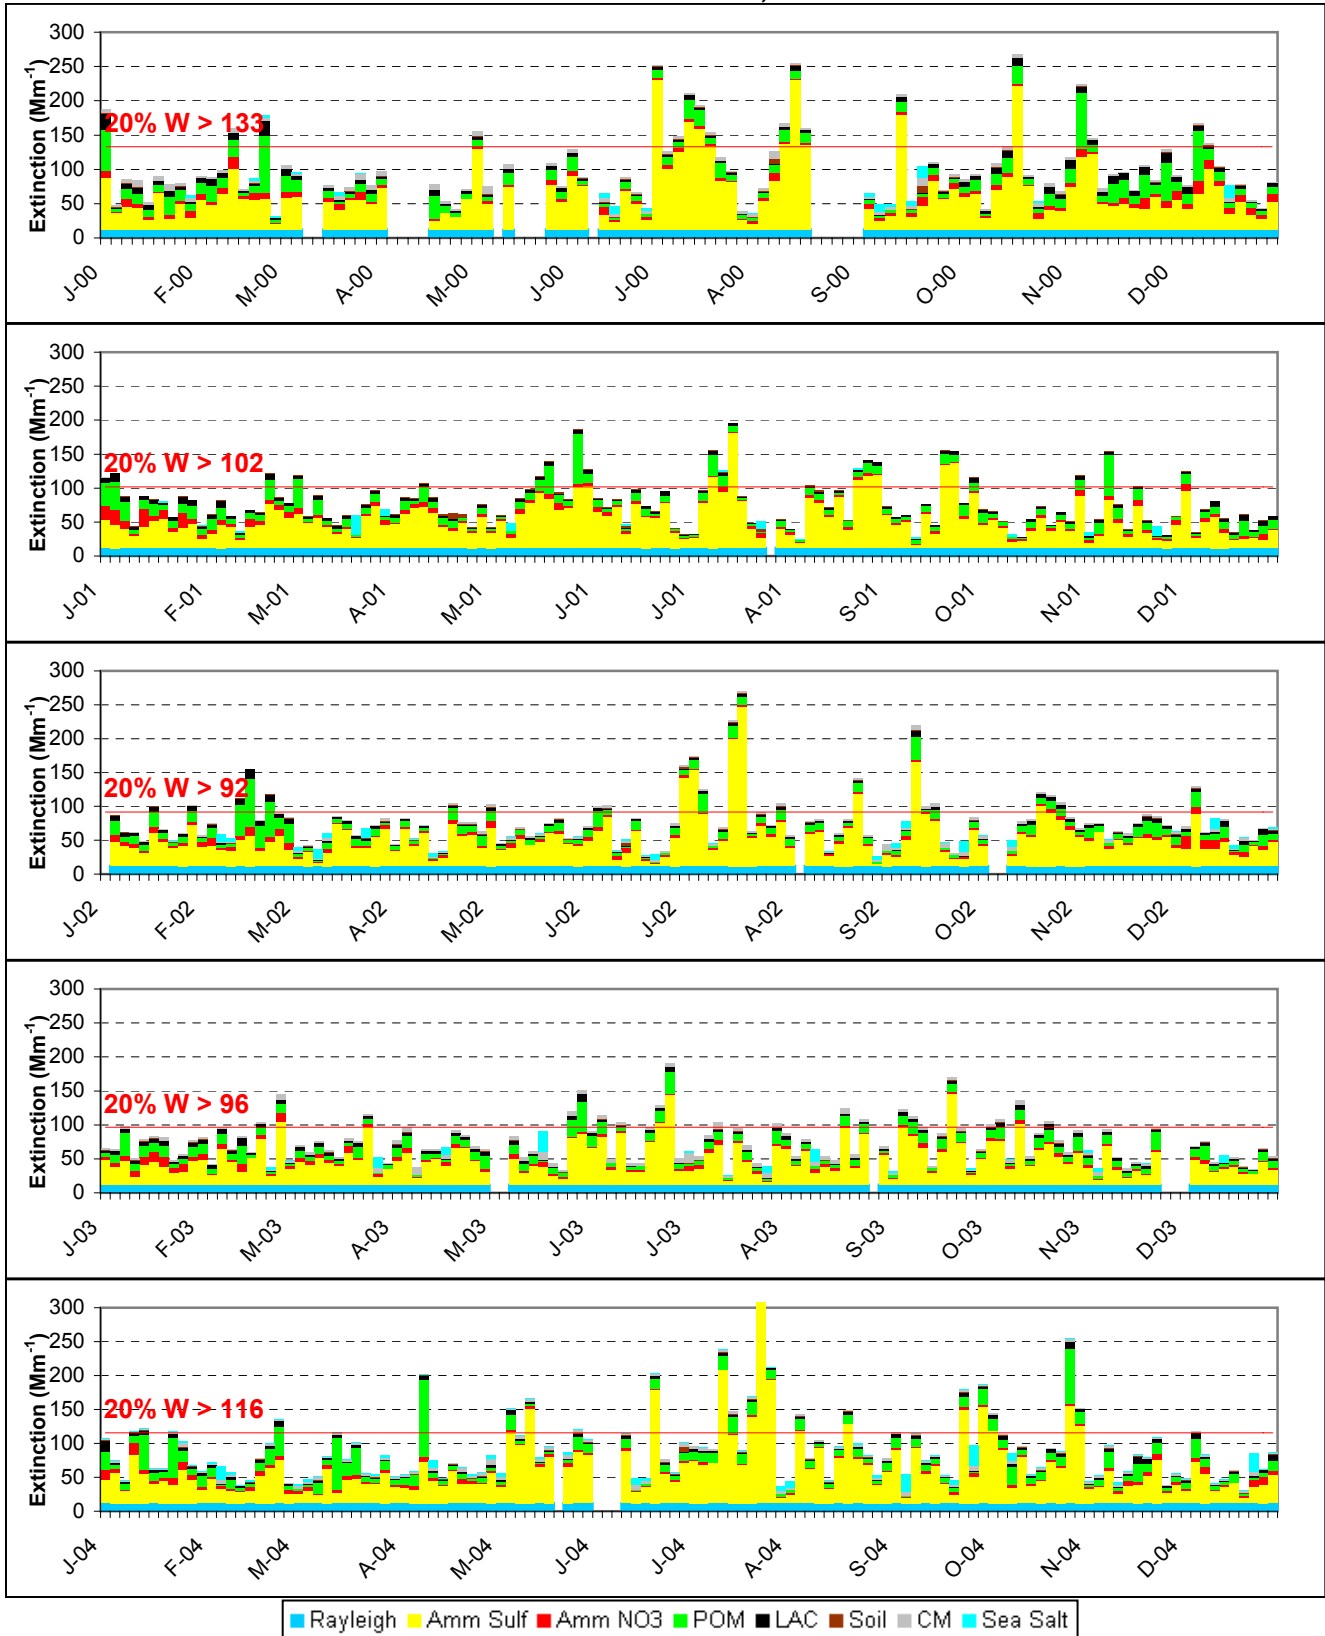 300
250
200
150
100
50
0
Extinction (Mm-1)
20% W > 133
J-00 F-00 M-00 A-00 M-00 J-00 J-00 A-00 S-00 O-00 N-00 D-00
300
250
200
150
100
50
0
Extinction (Mm-1)
20% W > 102
J-01 F-01 M-01 A-01 M-01 J-01 J-01 A-01 S-01 O-01 N-01 D-01
300
250
200
150
100
50
0
Extinction (Mm-1)
20% W > 92
J-02 F-02 M-02 A-02 M-02 J-02 J-02 A-02 S-02 O-02 N-02 D-02
300
250
200
150
100
50
0
Extinction (Mm-1)
20% W > 96
J-03 F-03 M-03 A-03 M-03 J-03 J-03 A-03 S-03 O-03 N-03 D-03
300
250
200
150
100
50
0
Extinction (Mm-1)
20% W > 116
J-04 F-04 M-04 A-04 M-04 J-04 J-04 A-04 S-04 O-04 N-04 D-04
Rayleigh Amm Sulf Amm NO3 POM LAC Soil CM Sea Salt